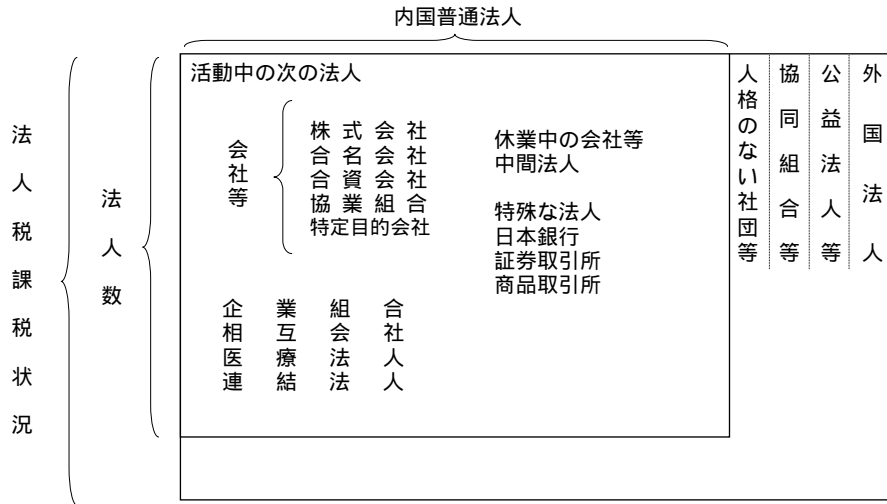 内国普通法人
活動中の次の法人
会社等
株式会社
合名会社
合資会社
協業組合
特定目的会社
企業組合
相互会社
医療法人
連結法人
休業中の会社等
中間法人
特殊な法人
日本銀行
証券取引所
商品取引所
人格のない社団等
協同組合等
公益法人等
外国法人
法人数
法人税課税状況